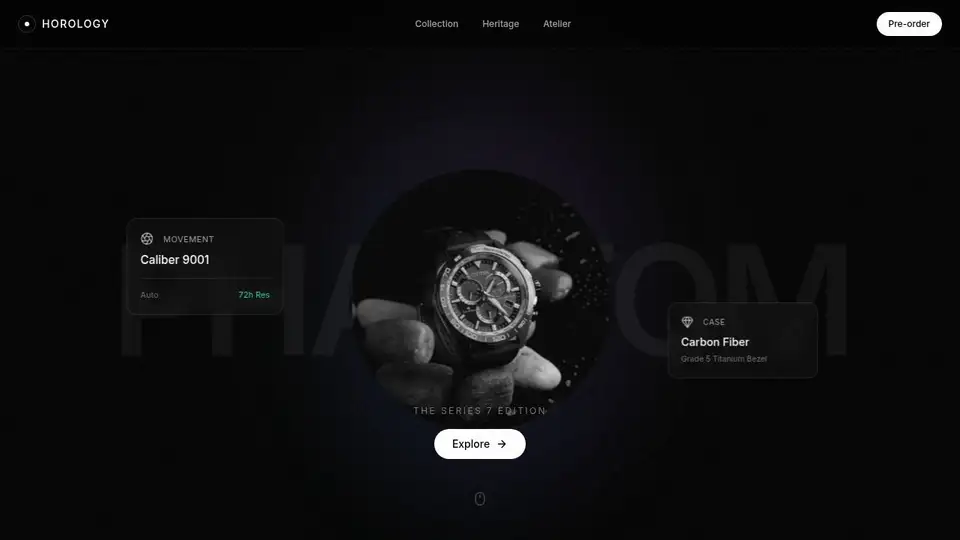 HOROLOGY
Collection
Heritage
Atelier
Pre-order
PHANTOM
MOVEMENT
Caliber 9001
Auto
72h Res
CASE
Carbon Fiber
Grade 5 Titanium Bezel
THE SERIES 7 EDITION
Explore